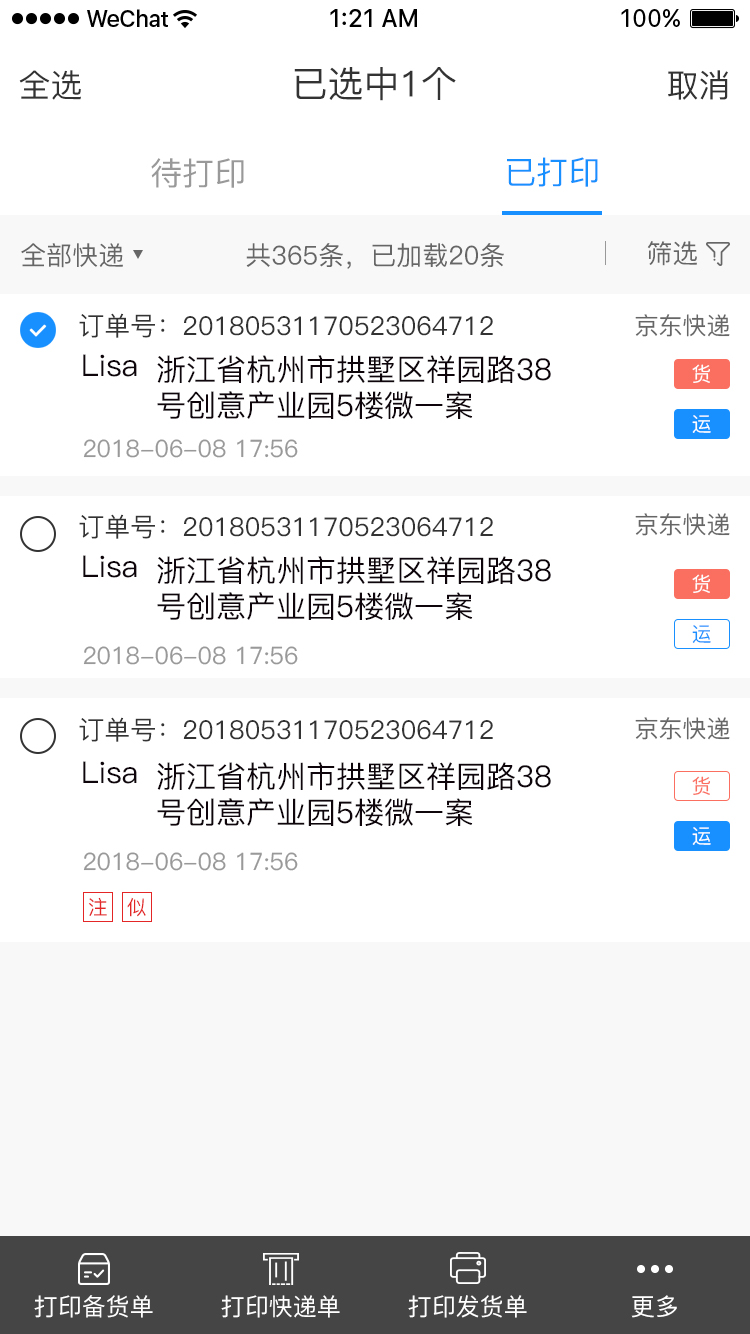 WeChat 1:21 AM 100%
全选 已选中1个 取消
待打印 已打印
全部快递 共365条，已加载20条 筛选
订单号：20180531170523064712 京东快递
Lisa 浙江省杭州市拱墅区祥园路38
号创意产业园5楼微一案
货
运
2018-06-08 17:56
订单号：20180531170523064712 京东快递
Lisa 浙江省杭州市拱墅区祥园路38
号创意产业园5楼微一案
货
运
2018-06-08 17:56
订单号：20180531170523064712 京东快递
Lisa 浙江省杭州市拱墅区祥园路38
号创意产业园5楼微一案
货
运
2018-06-08 17:56
注 似
打印备货单 打印快递单 打印发货单 更多